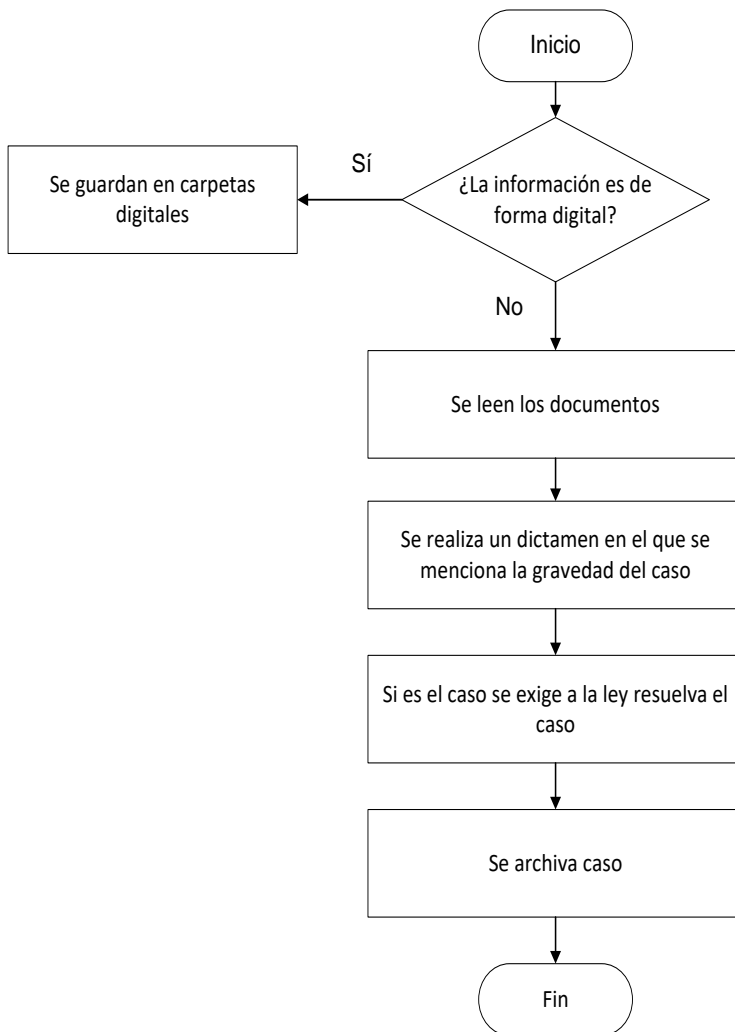 Inicio
¿La información es de
forma digital?
Sí
Se guardan en carpetas
digitales
No
Se leen los documentos
Se realiza un dictamen en el que se
menciona la gravedad del caso
Si es el caso se exige a la ley resuelva el
caso
Se archiva caso
Fin